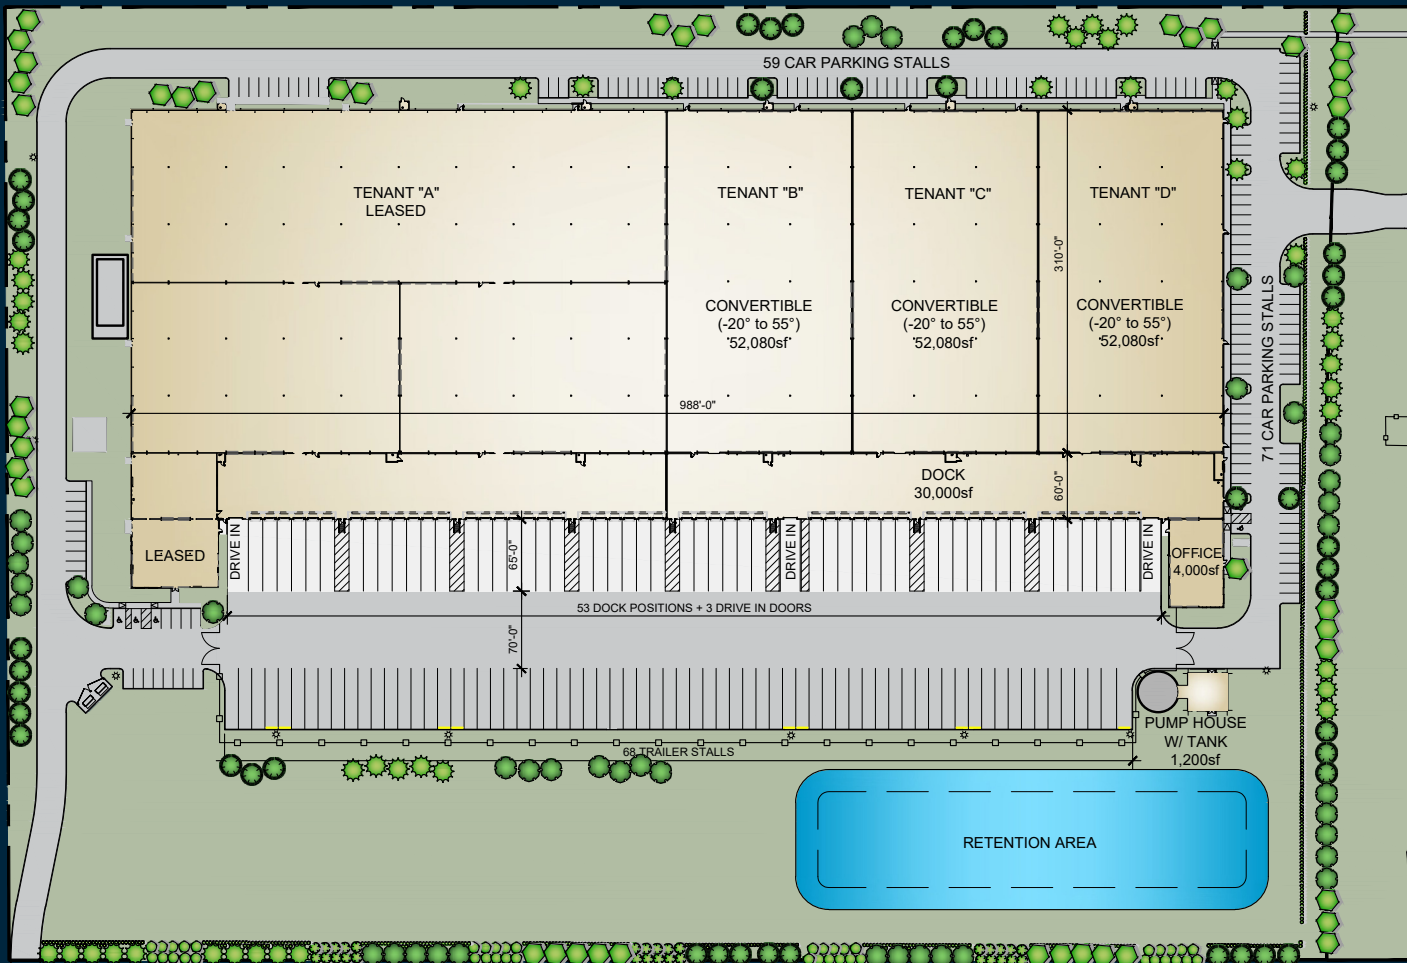 59 CAR PARKING STALLS
TENANT "A"
LEASED
TENANT "B"
TENANT "C"
TENANT "D"
310'-0"
CONVERTIBLE
(-20° to 55°)
52,080sf
CONVERTIBLE
(-20° to 55°)
52,080sf
CONVERTIBLE
(-20° to 55°)
52,080sf
71 CAR PARKING STALLS
988'-0"
DOCK
30,000sf
60'-0"
LEASED
DRIVE IN
65'-0"
DRIVE IN
DRIVE IN
OFFICE
4,000sf
53 DOCK POSITIONS + 3 DRIVE IN DOORS
70'-0"
PUMP HOUSE
W/ TANK
1,200sf
68 TRAILER STALLS
RETENTION AREA